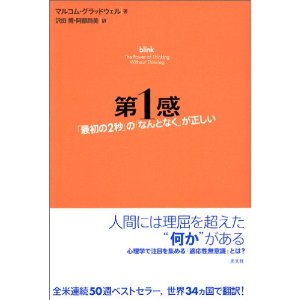 マルコム・グラッドウェル 著
沢田 博・阿部尚美 訳
blink
The Power of Thinking
Without Thinking
第1感
「最初の2秒」の「なんとなく」が正しい
人間には理屈を超えた
“何か”がある
心理学で注目を集める「適応性無意識」とは?
光文社
全米連続50週ベストセラー,世界34ヵ国で翻訳!